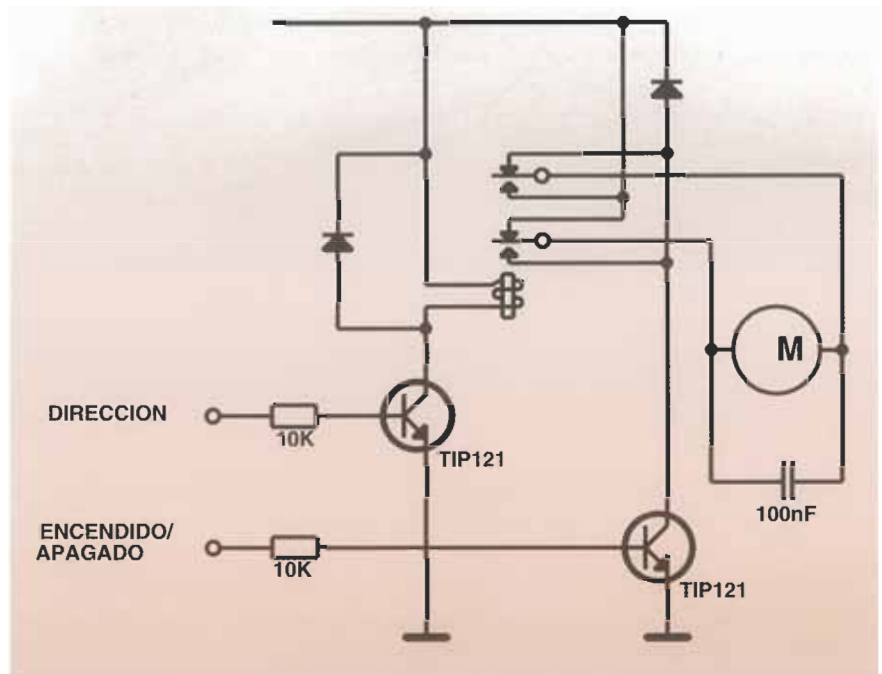 DIRECCION
10K
TIP121
M
100nF
ENCENDIDO/
APAGADO
10K
TIP121